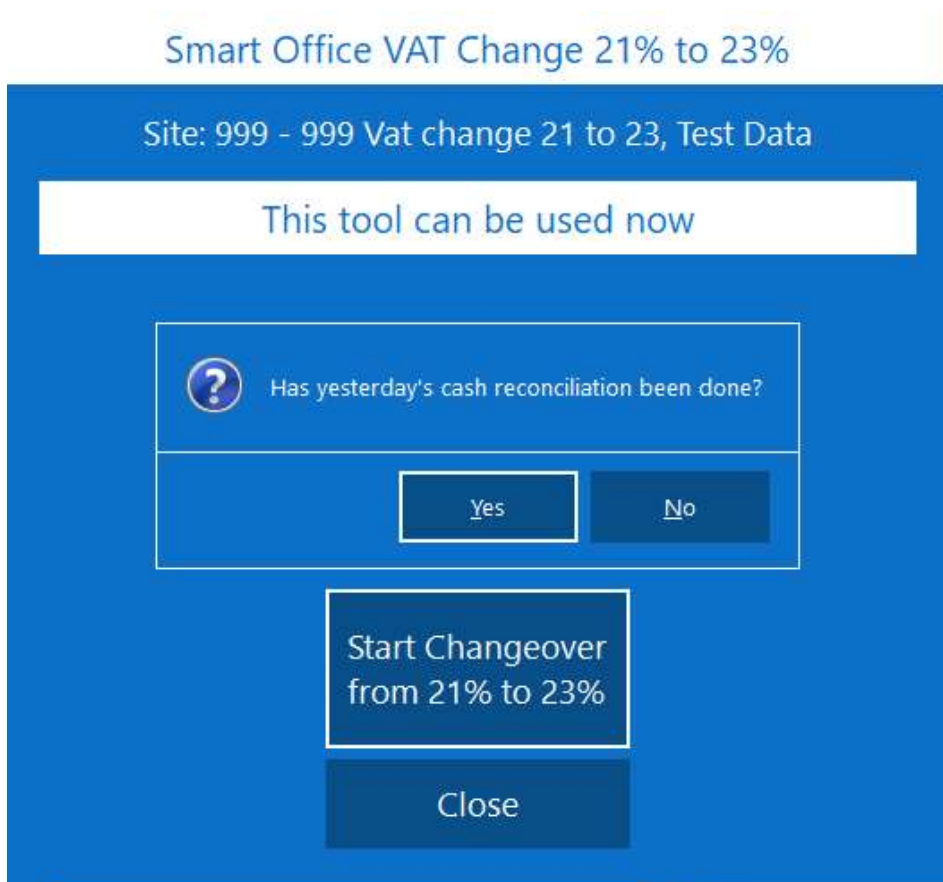 Smart Office VAT Change 21% to 23%
Site: 999 - 999 Vat change 21 to 23, Test Data
This tool can be used now
?
Has yesterday's cash reconciliation been done?
Yes
No
Start Changeover
from 21% to 23%
Close